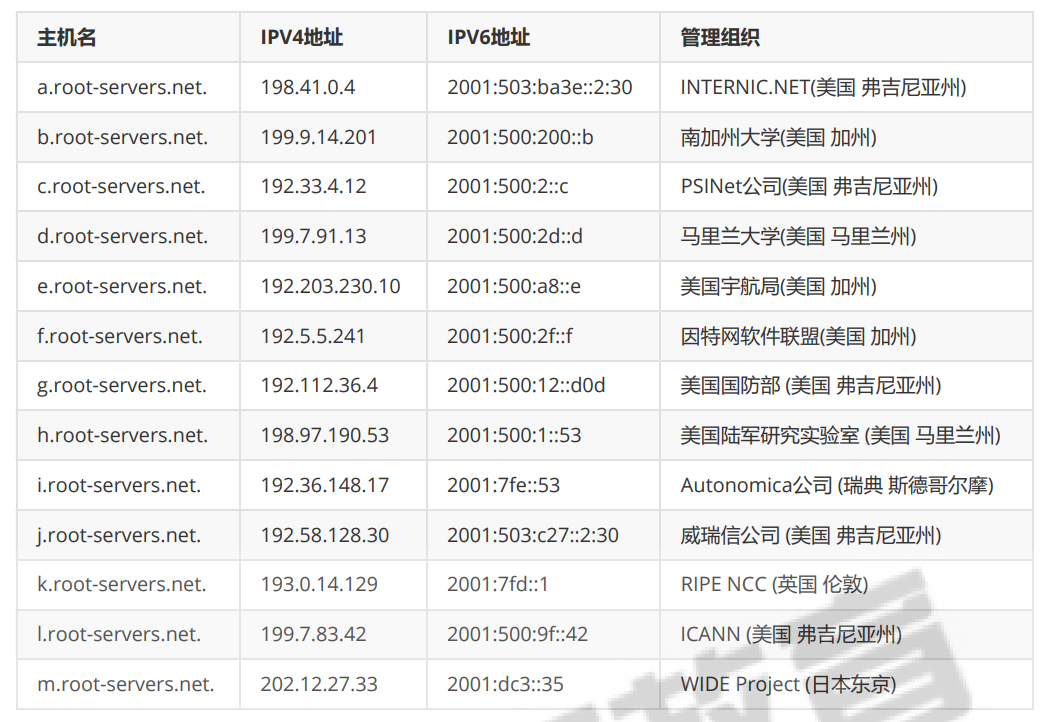 主机名 IPV4地址 IPV6地址 管理组织
a.root-servers.net. 198.41.0.4 2001:503:ba3e::2:30 INTERNIC.NET(美国 弗吉尼亚州)
b.root-servers.net. 199.9.14.201 2001:500:200::b 南加州大学(美国 加州)
c.root-servers.net. 192.33.4.12 2001:500:2::c PSINet公司(美国 弗吉尼亚州)
d.root-servers.net. 199.7.91.13 2001:500:2d::d 马里兰大学(美国 马里兰州)
e.root-servers.net. 192.203.230.10 2001:500:a8::e 美国宇航局(美国 加州)
f.root-servers.net. 192.5.5.241 2001:500:2f::f 因特网软件联盟(美国 加州)
g.root-servers.net. 192.112.36.4 2001:500:12::d0d 美国国防部 (美国 弗吉尼亚州)
h.root-servers.net. 198.97.190.53 2001:500:1::53 美国陆军研究实验室 (美国 马里兰州)
i.root-servers.net. 192.36.148.17 2001:7fe::53 Autonomica公司 (瑞典 斯德哥尔摩)
j.root-servers.net. 192.58.128.30 2001:503:c27::2:30 威瑞信公司 (美国 弗吉尼亚州)
k.root-servers.net. 193.0.14.129 2001:7fd::1 RIPE NCC (英国 伦敦)
l.root-servers.net. 199.7.83.42 2001:500:9f::42 ICANN (美国 弗吉尼亚州)
m.root-servers.net. 202.12.27.33 2001:dc3::35 WIDE Project (日本东京)